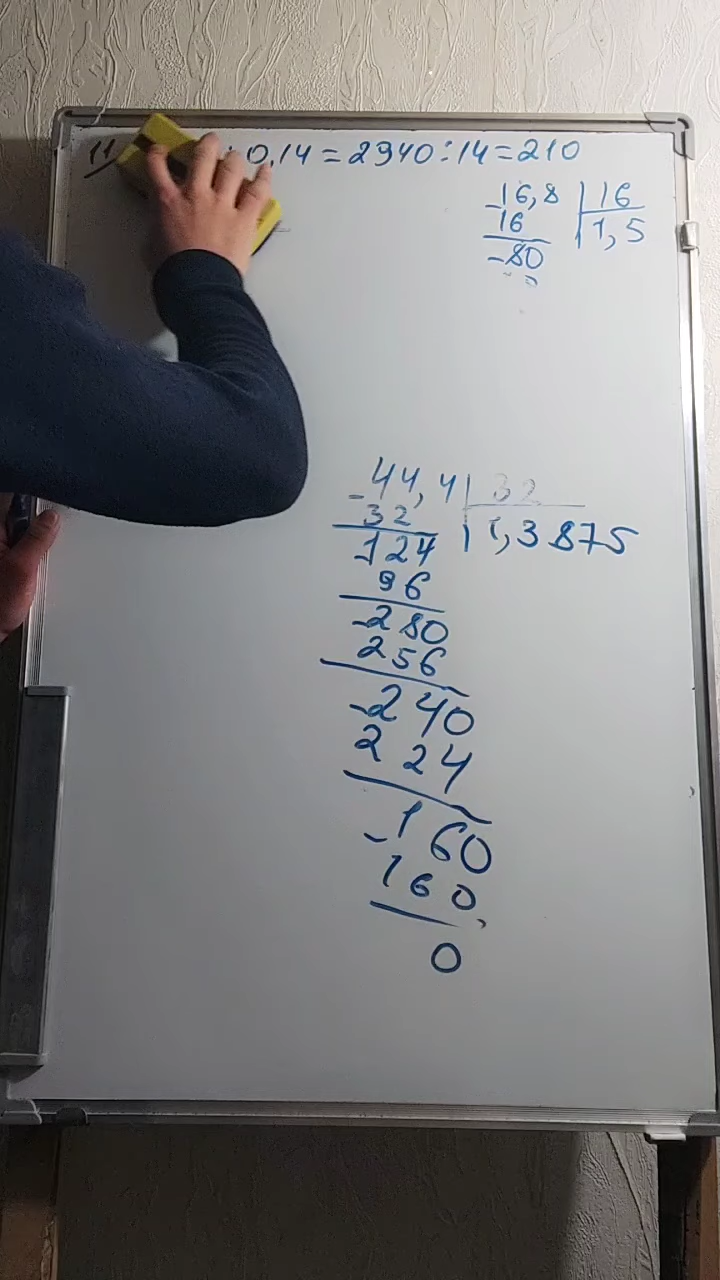 11 : 0,14 = 2940:14 = 210
-16,8 | 16
16 | 1,5
-80
-44,4 | 32
32 | 1,3875
124
96
-280
256
-240
224
-160
160
0